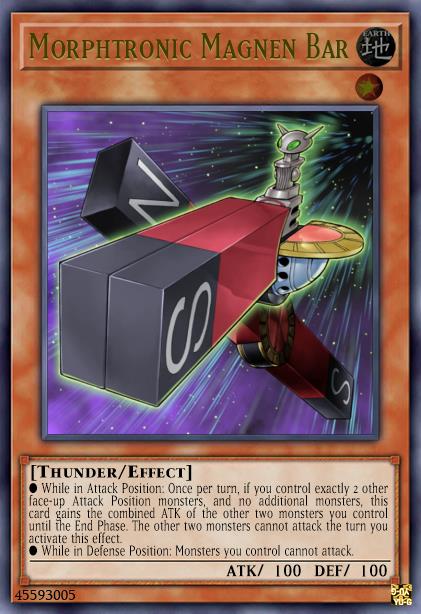 MORPHTRONIC MAGNEN BAR
EARTH
地
N
S
S
[THUNDER/EFFECT]
● While in Attack Position: Once per turn, if you control exactly 2 other
face-up Attack Position monsters, and no additional monsters, this
card gains the combined ATK of the other two monsters you control
until the End Phase. The other two monsters cannot attack the turn you
activate this effect.
● While in Defense Position: Monsters you control cannot attack.
ATK/ 100 DEF/ 100
45593005